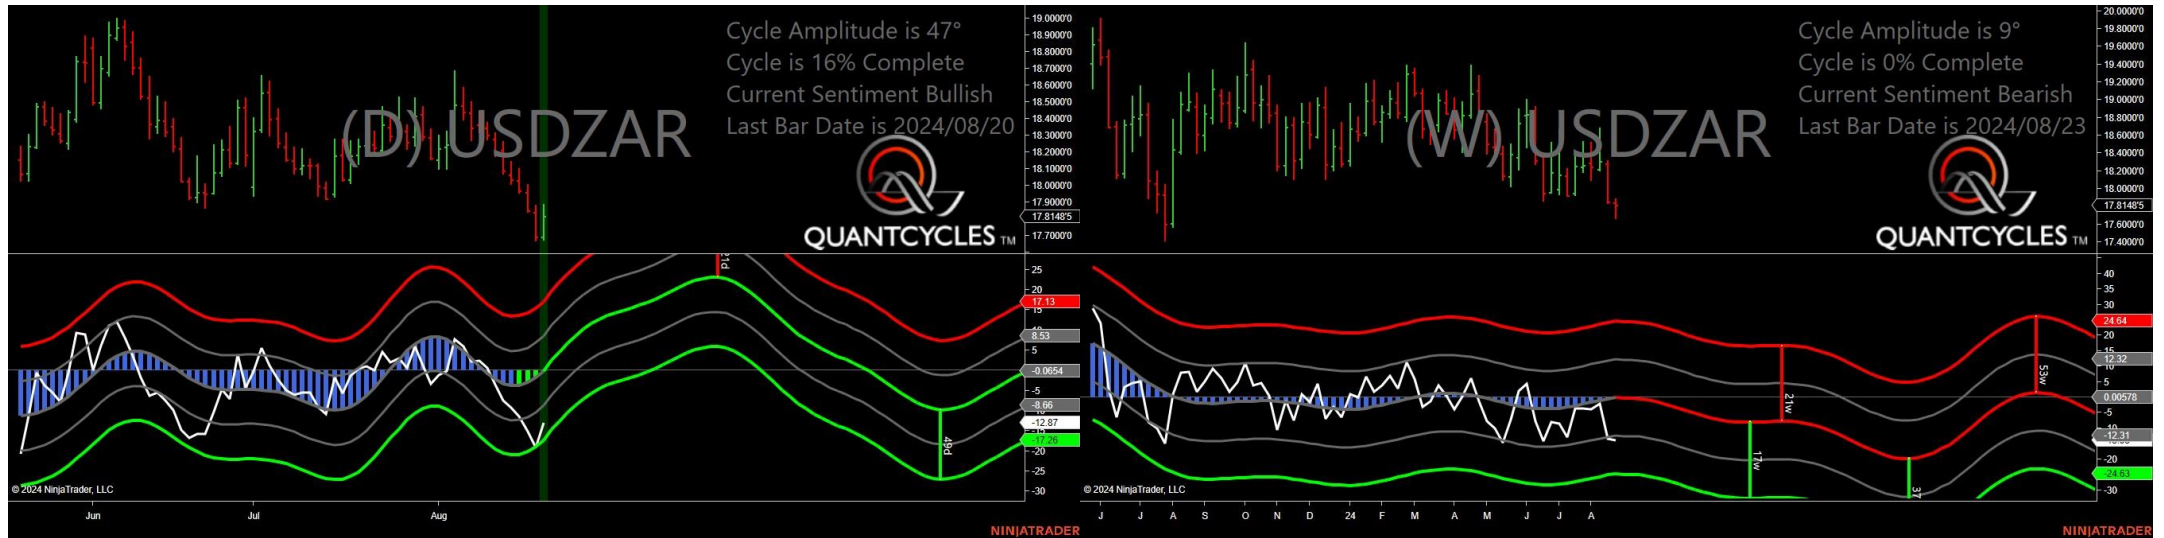 Cycle Amplitude is 47°
Cycle is 16% Complete
Current Sentiment Bullish
Last Bar Date is 2024/08/20
(D) USDZAR
QUANTCYCLES TM
19.0000'0
18.9000'0
18.8000'0
18.7000'0
18.6000'0
18.5000'0
18.4000'0
18.3000'0
18.2000'0
18.1000'0
18.0000'0
17.9000'0
17.8148'5
17.7000'0
21d
49d
25
20
17.13
15
8.53
5
-0.0654
-5
-8.66
-12.87
-17.26
-20
-25
-30
© 2024 NinjaTrader, LLC
Jun Jul Aug
NINJATRADER
Cycle Amplitude is 9°
Cycle is 0% Complete
Current Sentiment Bearish
Last Bar Date is 2024/08/23
(W) USDZAR
QUANTCYCLES TM
20.0000'0
19.8000'0
19.6000'0
19.4000'0
19.2000'0
19.0000'0
18.8000'0
18.6000'0
18.4000'0
18.2000'0
18.0000'0
17.8148'5
17.6000'0
17.4000'0
21w
17w
37
53w
40
35
30
24.64
20
15
12.32
10
5
0.00578
-5
-12.31
-20
-24.63
-30
© 2024 NinjaTrader, LLC
J J A S O N D 24 F M A M J J A
NINJATRADER